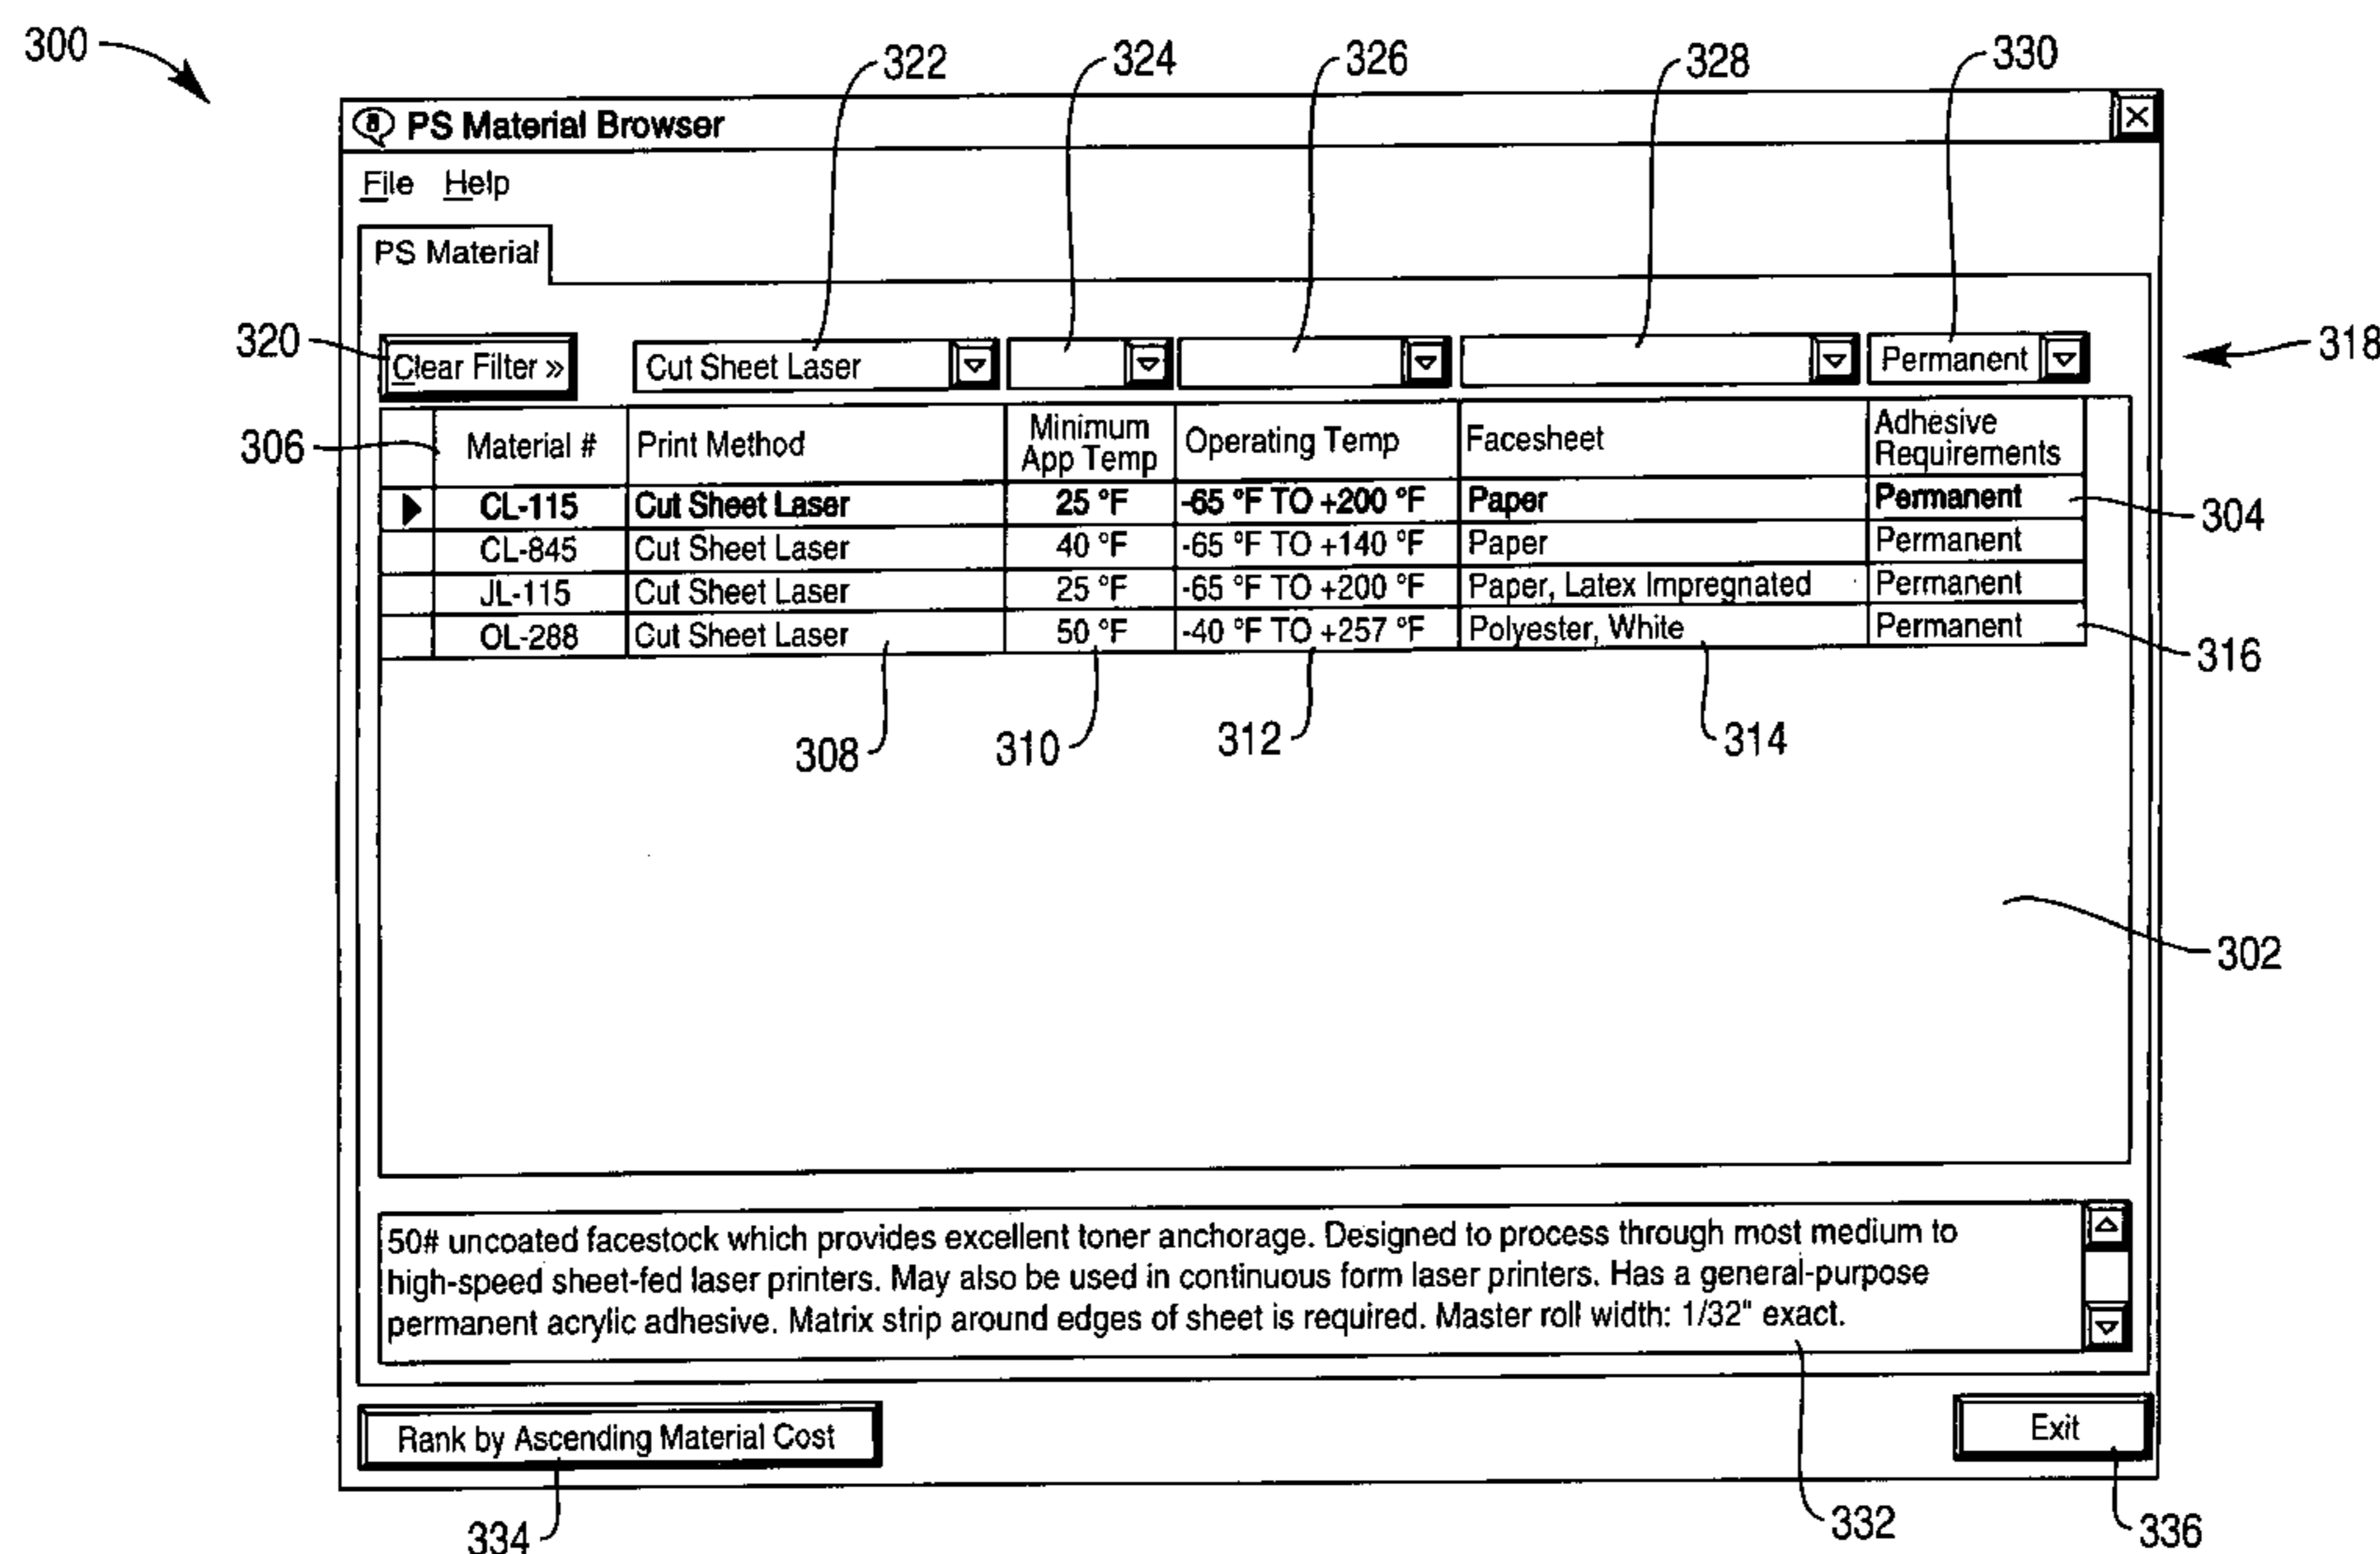 300
322
324
326
328
330
PS Material Browser
File Help
PS Material
320
Clear Filter »
Cut Sheet Laser
Permanent
318
306
Material # Print Method Minimum App Temp Operating Temp Facesheet Adhesive Requirements
CL-115 Cut Sheet Laser 25 °F -65 °F TO +200 °F Paper Permanent
304
CL-845 Cut Sheet Laser 40 °F -65 °F TO +140 °F Paper Permanent
JL-115 Cut Sheet Laser 25 °F -65 °F TO +200 °F Paper, Latex Impregnated Permanent
OL-288 Cut Sheet Laser 50 °F -40 °F TO +257 °F Polyester, White Permanent
316
308
310
312
314
302
50# uncoated facestock which provides excellent toner anchorage. Designed to process through most medium to
high-speed sheet-fed laser printers. May also be used in continuous form laser printers. Has a general-purpose
permanent acrylic adhesive. Matrix strip around edges of sheet is required. Master roll width: 1/32" exact.
Rank by Ascending Material Cost
Exit
334
332
336